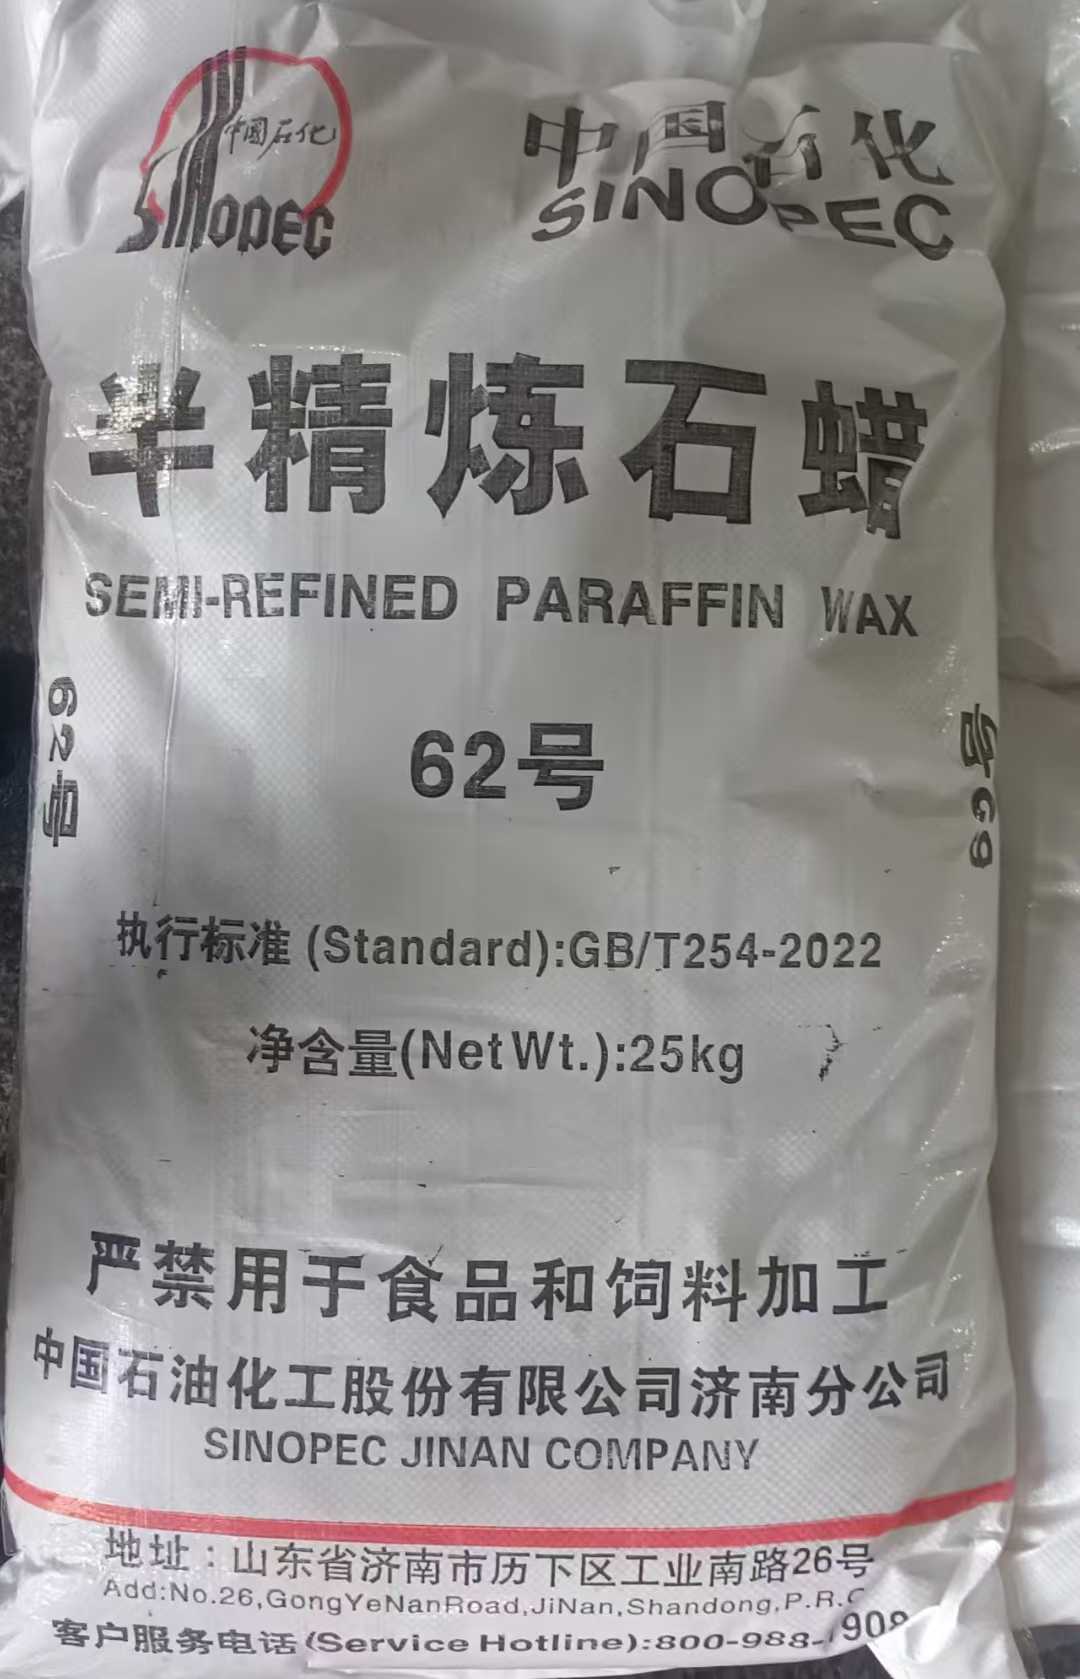 中国石化
SINOPEC
中国石化
SINOPEC
半精炼石蜡
SEMI-REFINED PARAFFIN WAX
62号
62号
62号
执行标准 (Standard):GB/T254-2022
净含量(Net Wt.):25kg
严禁用于食品和饲料加工
中国石油化工股份有限公司济南分公司
SINOPEC JINAN COMPANY
地址：山东省济南市历下区工业南路26号
Add:No.26,GongYeNanRoad,JiNan,Shandong,P.R.
客户服务电话(Service Hotline):800-988-